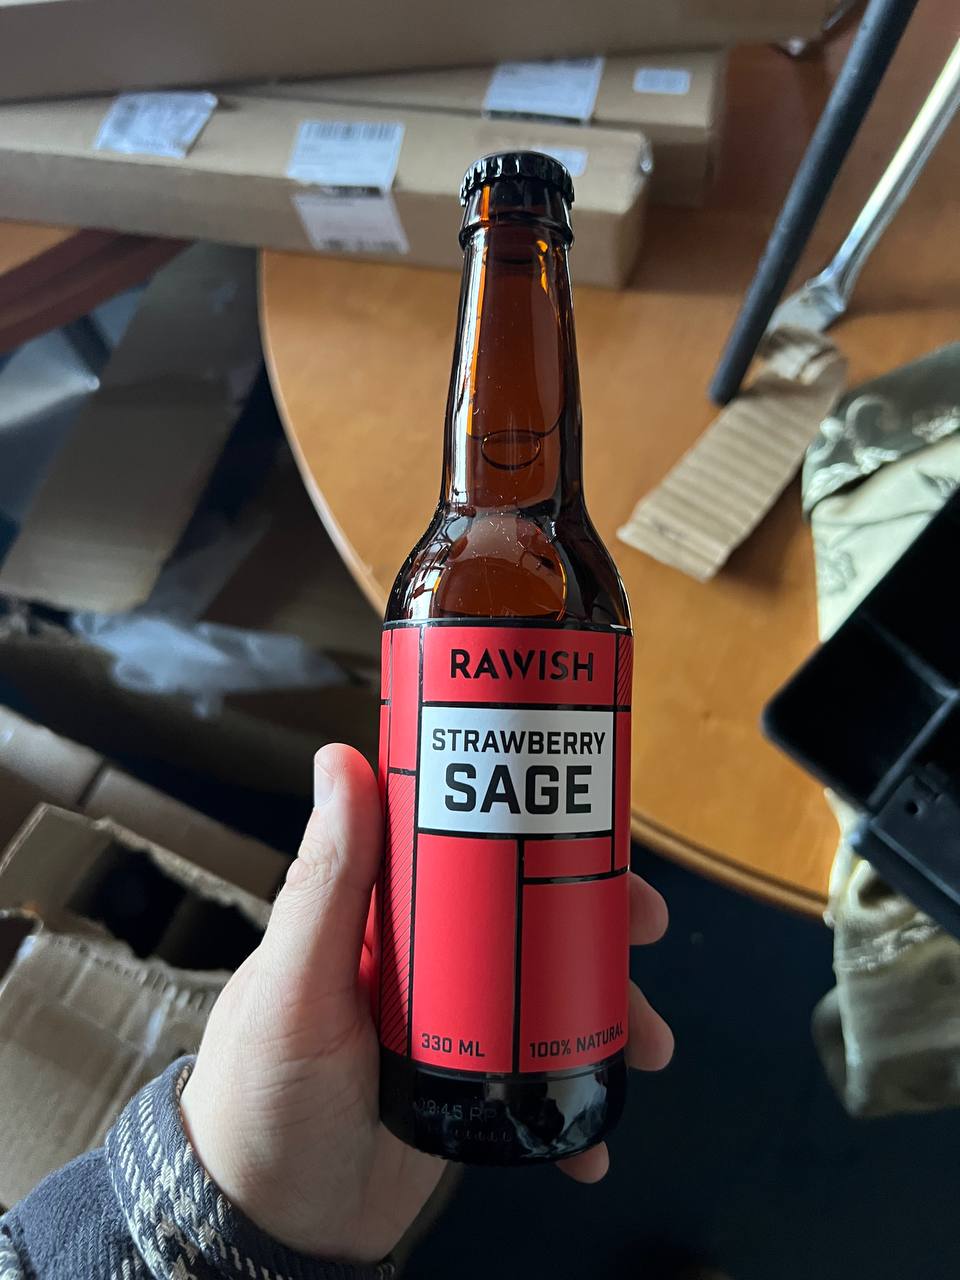 RAWISH
STRAWBERRY
SAGE
330 ML
100% NATURAL